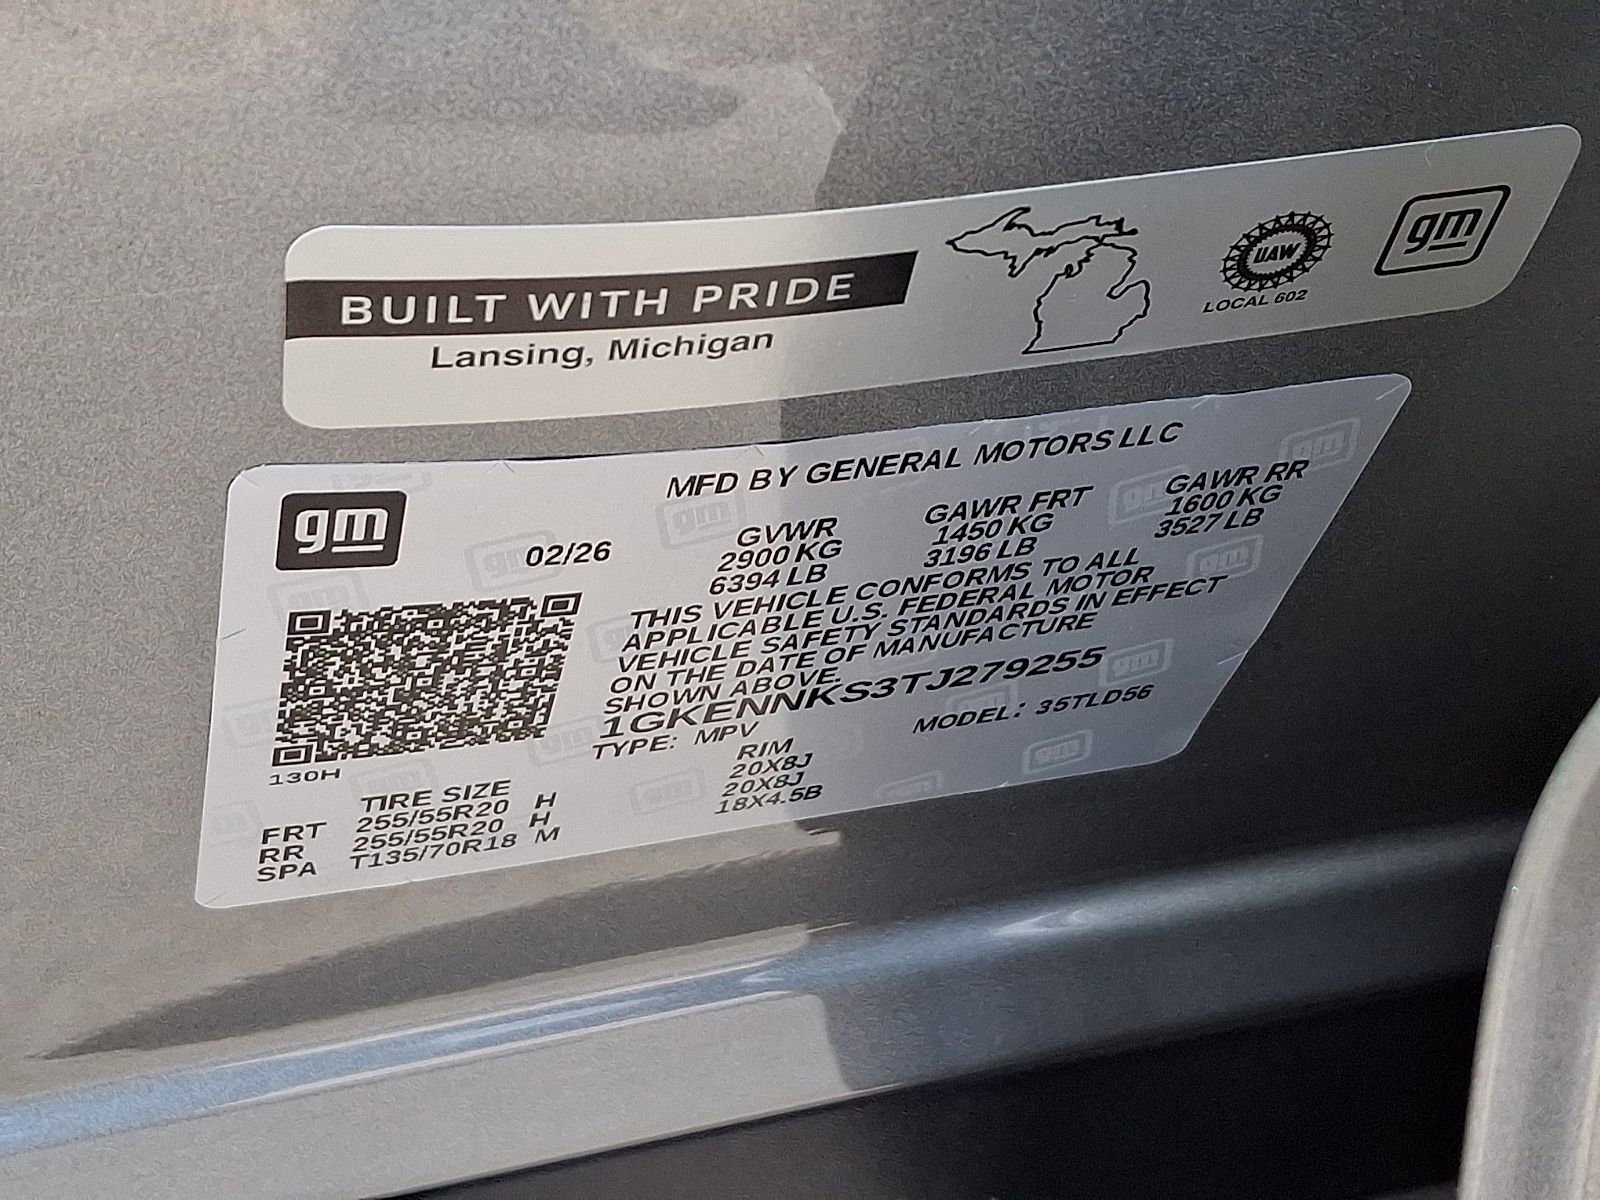 BUILT WITH PRIDE
Lansing, Michigan
UAW
LOCAL 602
gm
gm
MFD BY GENERAL MOTORS LLC
02/26
GVWR GAWR FRT GAWR RR
2900 KG 1450 KG 1600 KG
6394 LB 3196 LB 3527 LB
THIS VEHICLE CONFORMS TO ALL
APPLICABLE U.S. FEDERAL MOTOR
VEHICLE SAFETY STANDARDS IN EFFECT
ON THE DATE OF MANUFACTURE
SHOWN ABOVE.
1GKENNKS3TJ279255
TYPE: MPV MODEL: 35TLD56
130H
TIRE SIZE RIM
FRT 255/55R20 H 20X8J
RR 255/55R20 H 20X8J
SPA T135/70R18 M 18X4.5B